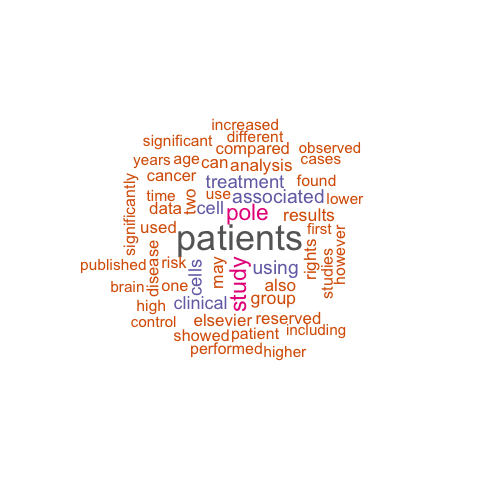 increased
different
significant
compared
observed
years
age
can
analysis
cases
cancer
treatment
found
significantly
time
two
use
associated
lower
data
cell
pole
results
used
patients
first
however
published
disease
risk
cells
may
study
using
rights
studies
brain
one
also
high
clinical
group
control
elsevier
reserved
showed
patient
including
performed
higher